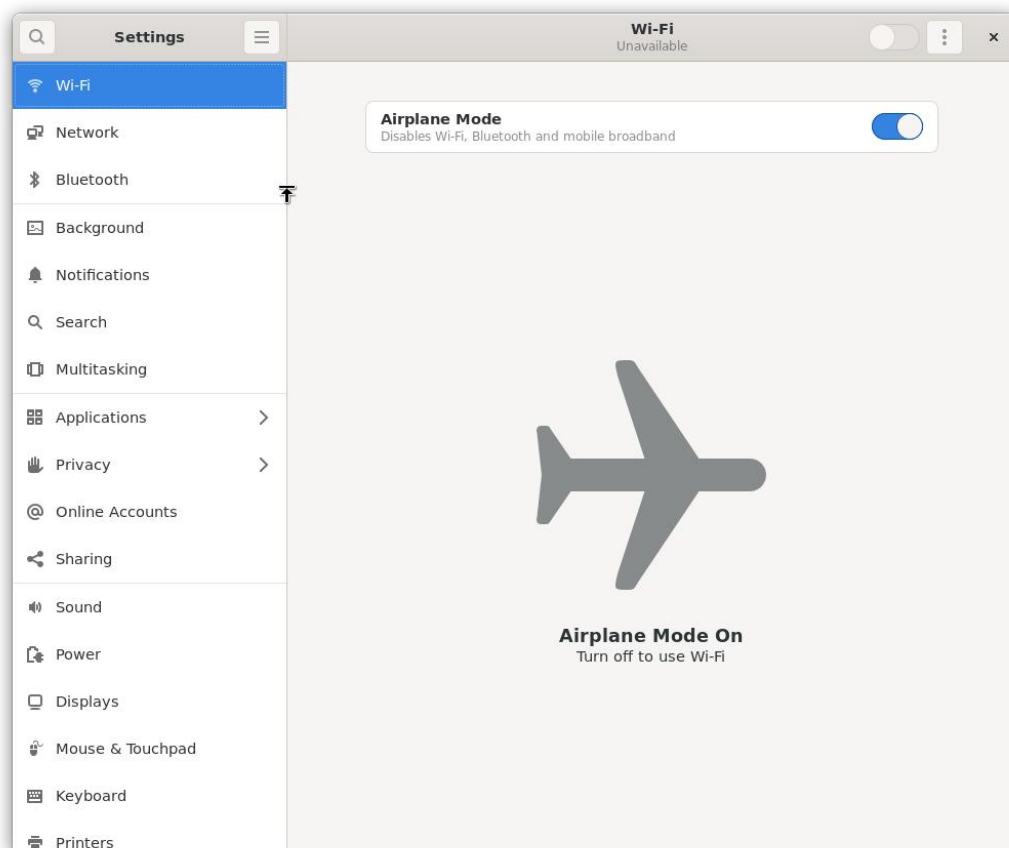 Settings
Wi-Fi
Unavailable
Wi-Fi
Network
Bluetooth
Background
Notifications
Search
Multitasking
Applications
Privacy
Online Accounts
Sharing
Sound
Power
Displays
Mouse & Touchpad
Keyboard
Printers
Airplane Mode
Disables Wi-Fi, Bluetooth and mobile broadband
Airplane Mode On
Turn off to use Wi-Fi